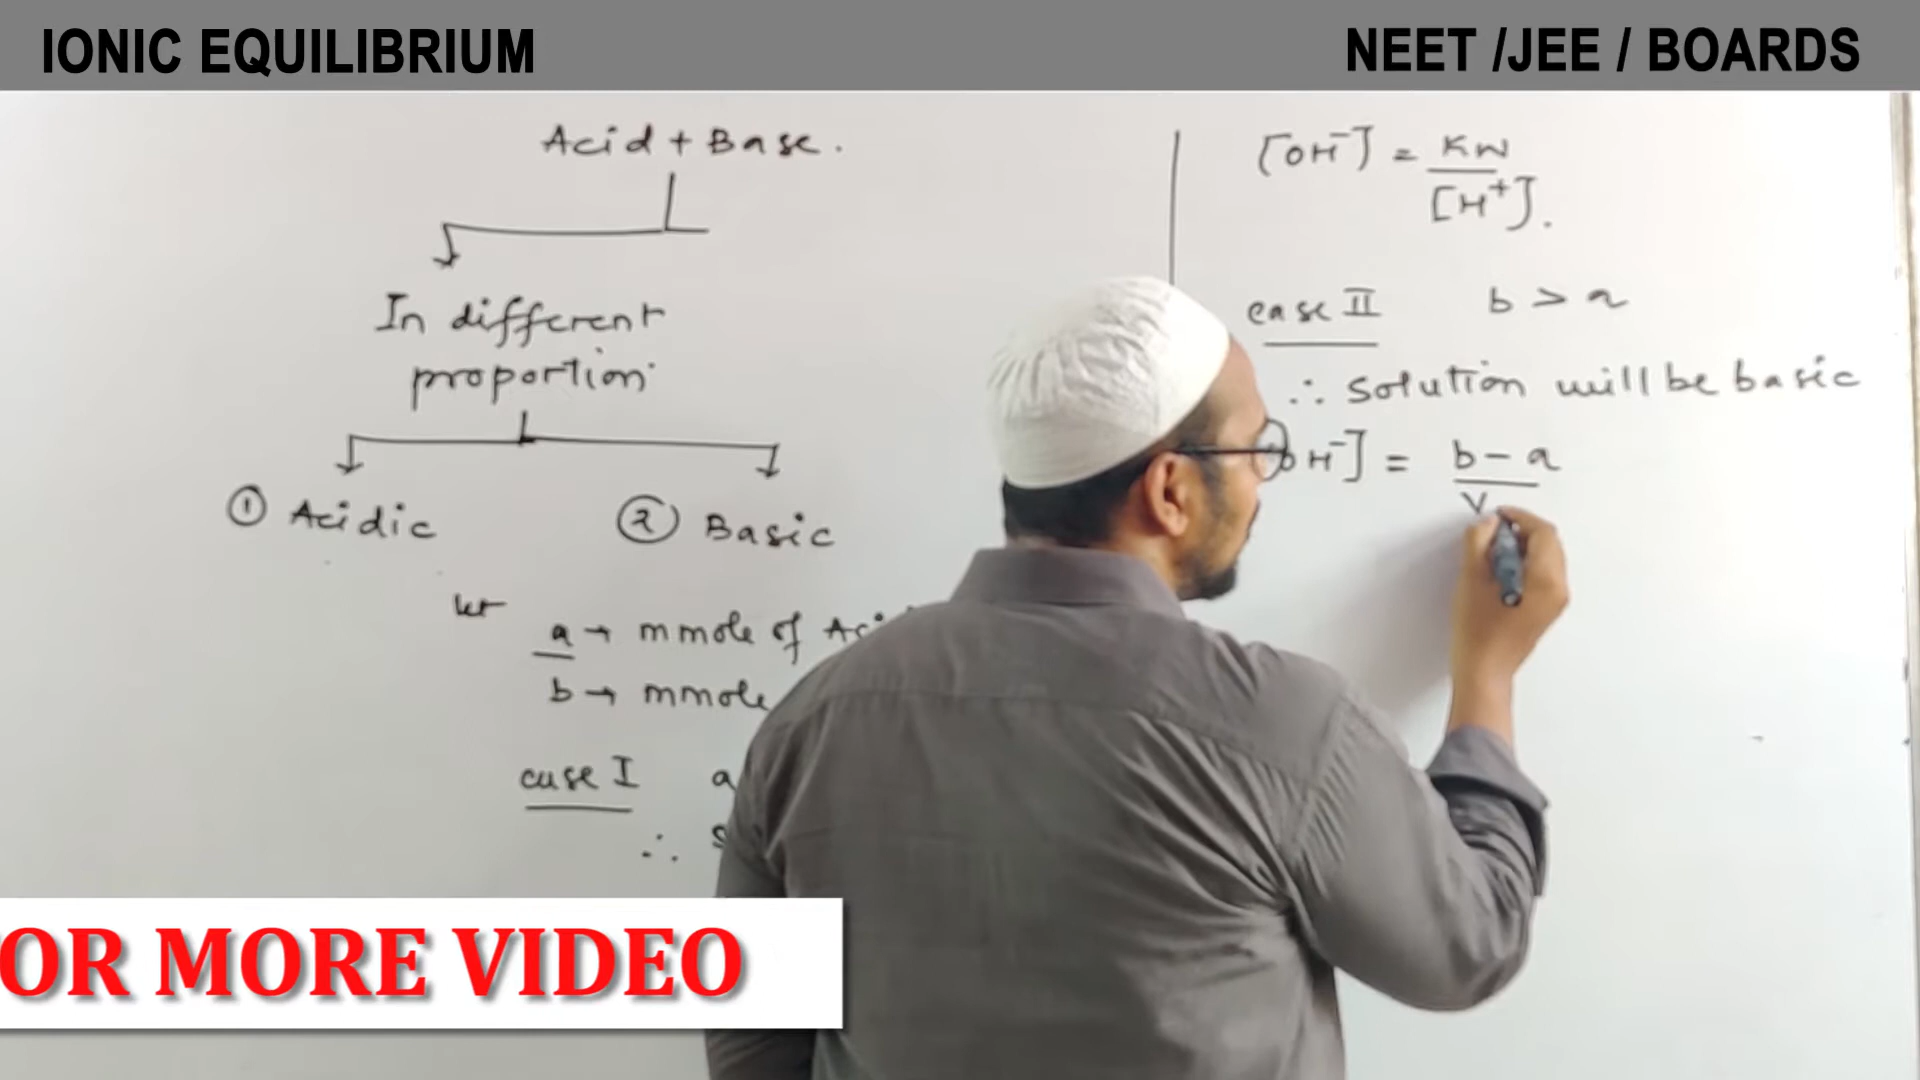 IONIC EQUILIBRIUM
NEET /JEE / BOARDS
Acid + Base.
In different
proportion
① Acidic
② Basic
let
a → mmole of
b → mmole
case I a
∴
[OH⁻] = Kw
[H⁺].
case II b > a
∴ Solution will be basic
H⁻] = b - a
V
OR MORE VIDEO